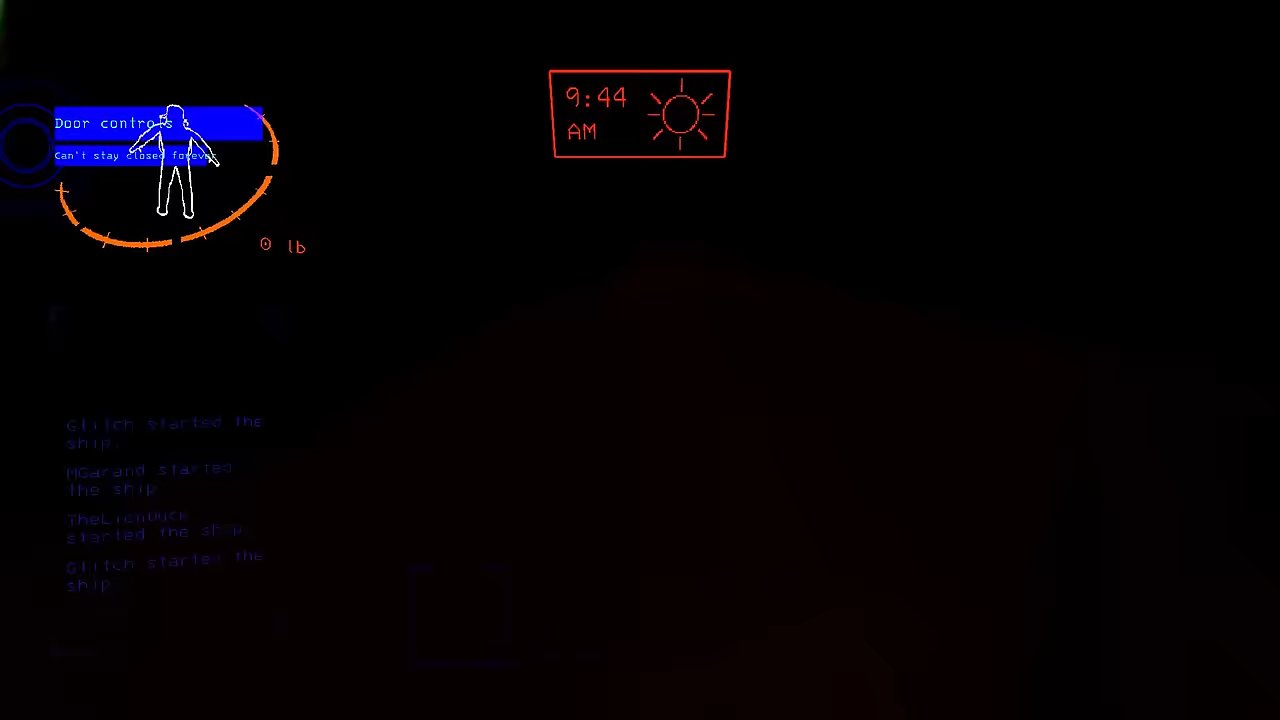 9:44
AM
Door controls
Can't stay closed forever
0 lb
Glitch started the
ship.
MGarand started
the ship
TheLichDuck
started the ship.
Glitch started the
ship